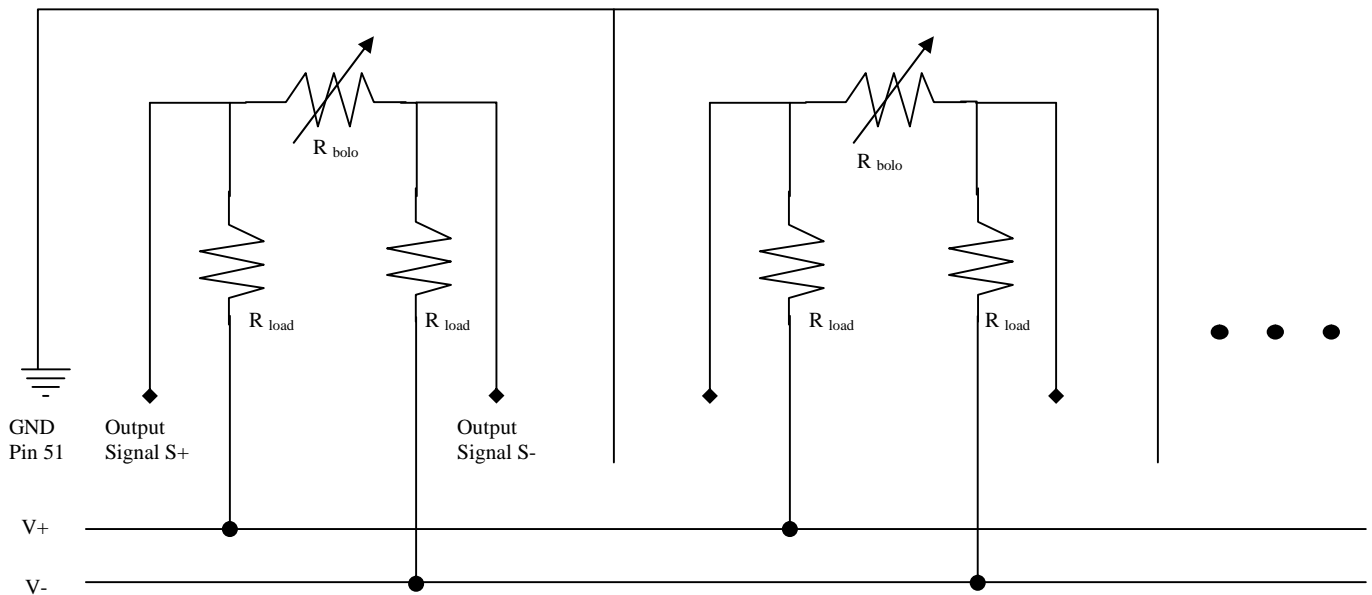 R bolo
R bolo
R load
R load
R load
R load
GND
Pin 51
Output
Signal S+
Output
Signal S-
V+
V-